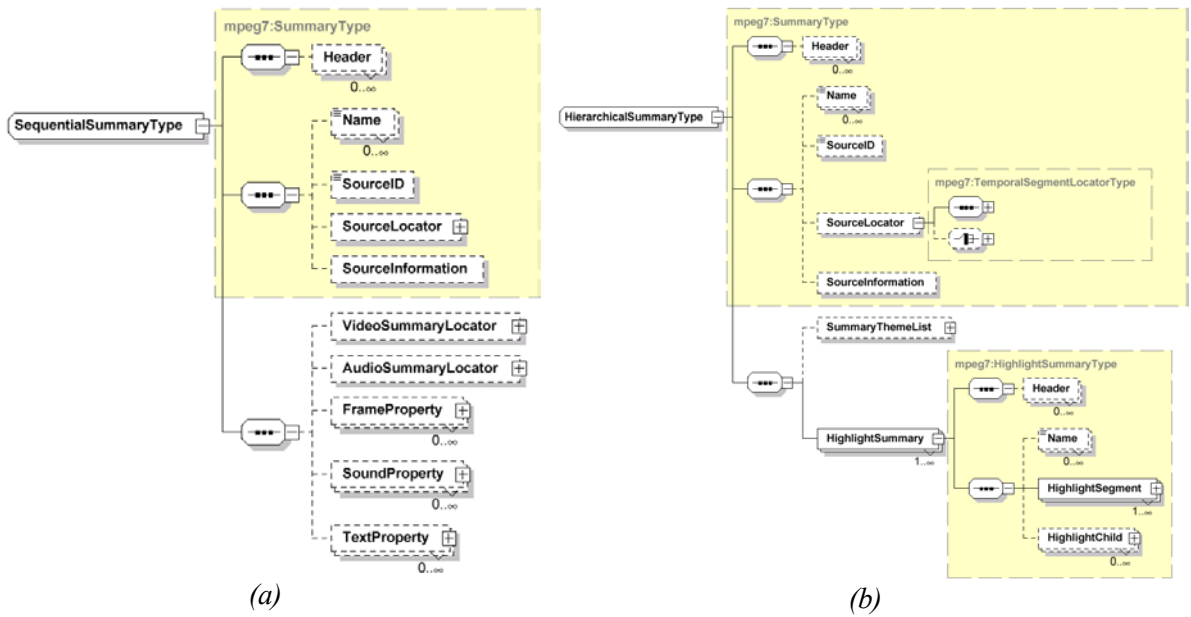 mpeg7:SummaryType
Header
0..∞
SequentialSummaryType
Name
0..∞
SourceID
SourceLocator
SourceInformation
VideoSummaryLocator
AudioSummaryLocator
FrameProperty
0..∞
SoundProperty
0..∞
TextProperty
0..∞
(a)
mpeg7:SummaryType
Header
0..∞
HierarchicalSummaryType
Name
0..∞
SourceID
mpeg7:TemporalSegmentLocatorType
SourceLocator
SourceInformation
SummaryThemeList
mpeg7:HighlightSummaryType
Header
0..∞
HighlightSummary
1..∞
Name
0..∞
HighlightSegment
1..∞
HighlightChild
0..∞
(b)